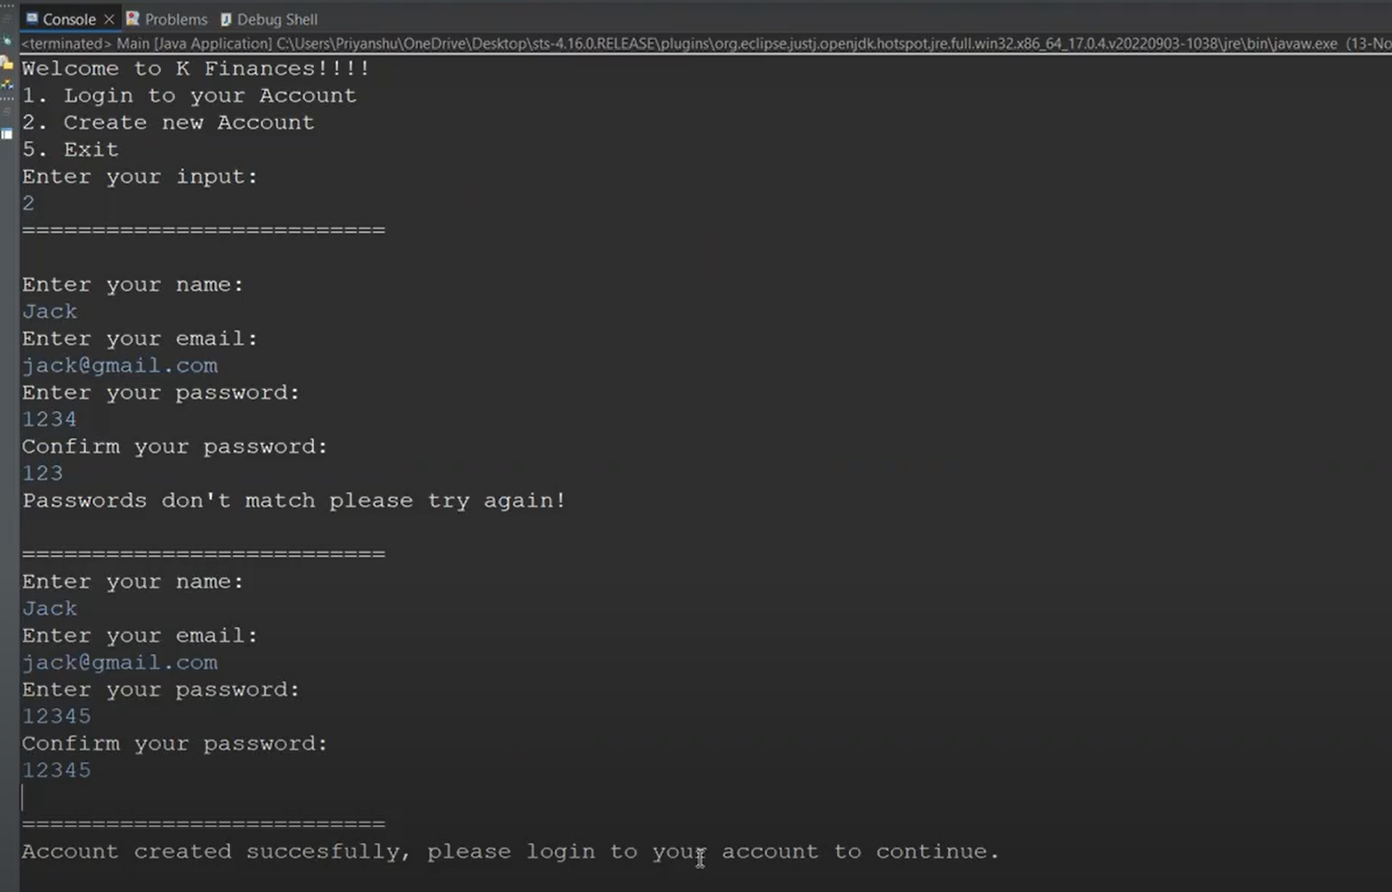 Console Problems Debug Shell
<terminated> Main [Java Application] C:\Users\Priyanshu\OneDrive\Desktop\sts-4.16.0.RELEASE\plugins\org.eclipse.justj.openjdk.hotspot.jre.full.win32.x86_64_17.0.4.v20220903-1038\jre\bin\javaw.exe (13-No
Welcome to K Finances!!!!
1. Login to your Account
2. Create new Account
5. Exit
Enter your input:
2
==========================
Enter your name:
Jack
Enter your email:
jack@gmail.com
Enter your password:
1234
Confirm your password:
123
Passwords don't match please try again!
==========================
Enter your name:
Jack
Enter your email:
jack@gmail.com
Enter your password:
12345
Confirm your password:
12345
==========================
Account created succesfully, please login to your account to continue.